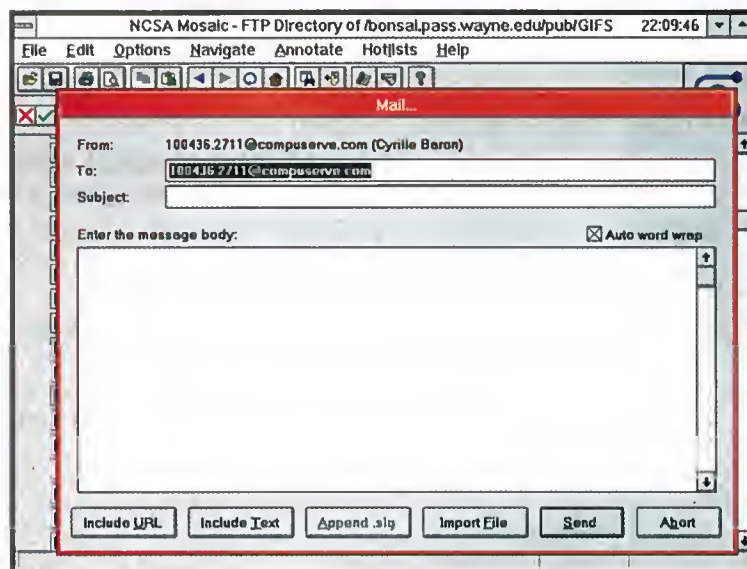 NCSA Mosaic - FTP Directory of /bonsai.pass.wayne.edu/pub/GIFS 22:09:46
File Edit Options Navigate Annotate Hotlists Help
Mail...
From: 100436.2711@compuserve.com (Cyrille Baron)
To: 100436.2711@compuserve.com
Subject:
Enter the message body: Auto word wrap
Include URL Include Text Append .sig Import File Send Abort